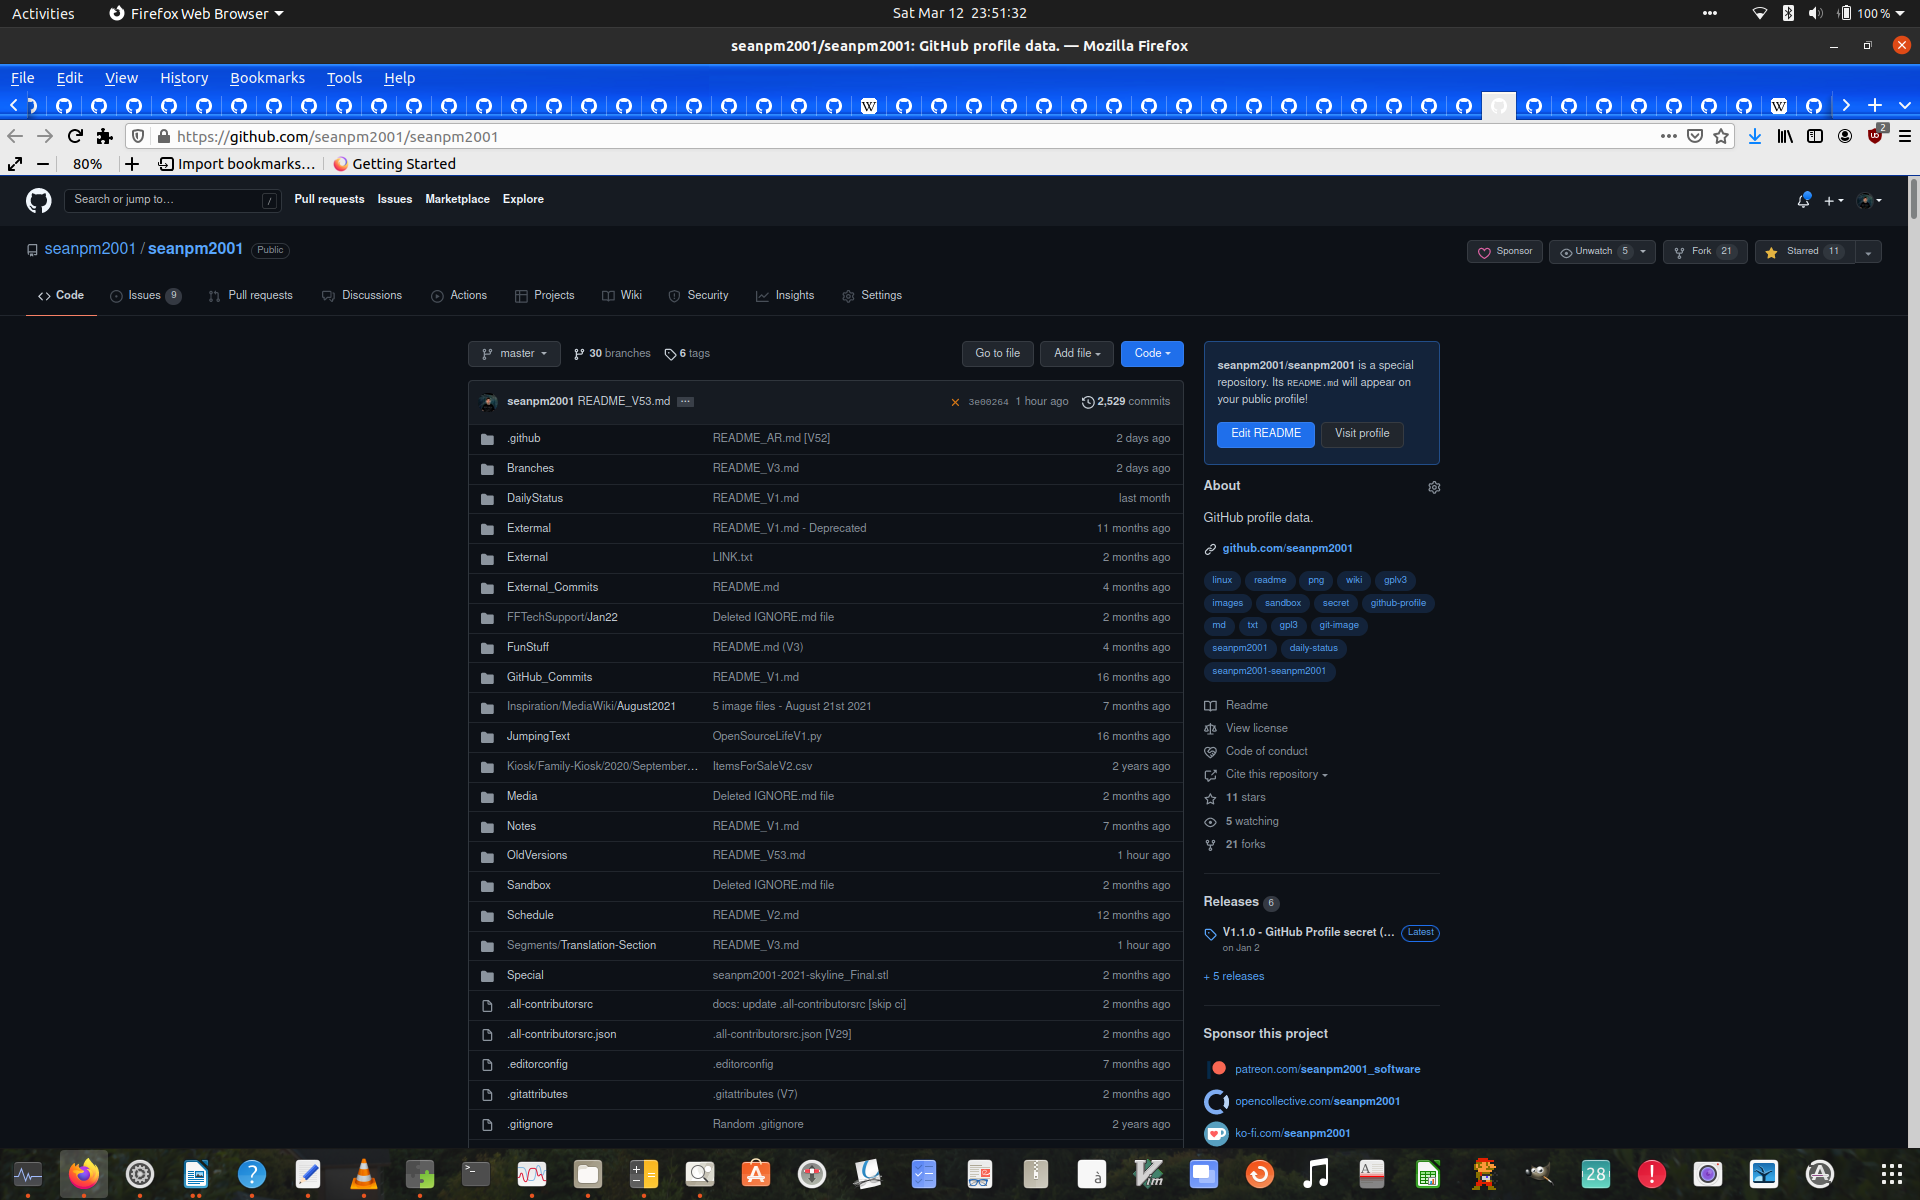 Activities
Firefox Web Browser
Sat Mar 12 23:51:32
100 %
seanpm2001/seanpm2001: GitHub profile data. — Mozilla Firefox
File Edit View History Bookmarks Tools Help
https://github.com/seanpm2001/seanpm2001
2
80%
Import bookmarks…
Getting Started
Search or jump to…
/
Pull requests
Issues
Marketplace
Explore
seanpm2001 / seanpm2001
Public
Sponsor
Unwatch 5
Fork 21
Starred 11
Code
Issues 9
Pull requests
Discussions
Actions
Projects
Wiki
Security
Insights
Settings
master
30 branches
6 tags
Go to file
Add file
Code
seanpm2001 README_V53.md
3e00264 1 hour ago
2,529 commits
.github README_AR.md [V52] 2 days ago
Branches README_V3.md 2 days ago
DailyStatus README_V1.md last month
Extermal README_V1.md - Deprecated 11 months ago
External LINK.txt 2 months ago
External_Commits README.md 4 months ago
FFTechSupport/Jan22 Deleted IGNORE.md file 2 months ago
FunStuff README.md (V3) 4 months ago
GitHub_Commits README_V1.md 16 months ago
Inspiration/MediaWiki/August2021 5 image files - August 21st 2021 7 months ago
JumpingText OpenSourceLifeV1.py 16 months ago
Kiosk/Family-Kiosk/2020/September… ItemsForSaleV2.csv 2 years ago
Media Deleted IGNORE.md file 2 months ago
Notes README_V1.md 7 months ago
OldVersions README_V53.md 1 hour ago
Sandbox Deleted IGNORE.md file 2 months ago
Schedule README_V2.md 12 months ago
Segments/Translation-Section README_V3.md 1 hour ago
Special seanpm2001-2021-skyline_Final.stl 2 months ago
.all-contributorsrc docs: update .all-contributorsrc [skip ci] 2 months ago
.all-contributorsrc.json .all-contributorsrc.json [V29] 2 months ago
.editorconfig .editorconfig 7 months ago
.gitattributes .gitattributes (V7) 2 months ago
.gitignore Random .gitignore 2 years ago
seanpm2001/seanpm2001 is a special
repository. Its README.md will appear on
your public profile!
Edit README
Visit profile
About
GitHub profile data.
github.com/seanpm2001
linux readme png wiki gplv3
images sandbox secret github-profile
md txt gpl3 git-image
seanpm2001 daily-status
seanpm2001-seanpm2001
Readme
View license
Code of conduct
Cite this repository
11 stars
5 watching
21 forks
Releases 6
V1.1.0 - GitHub Profile secret (… Latest
on Jan 2
+ 5 releases
Sponsor this project
patreon.com/seanpm2001_software
opencollective.com/seanpm2001
ko-fi.com/seanpm2001
28